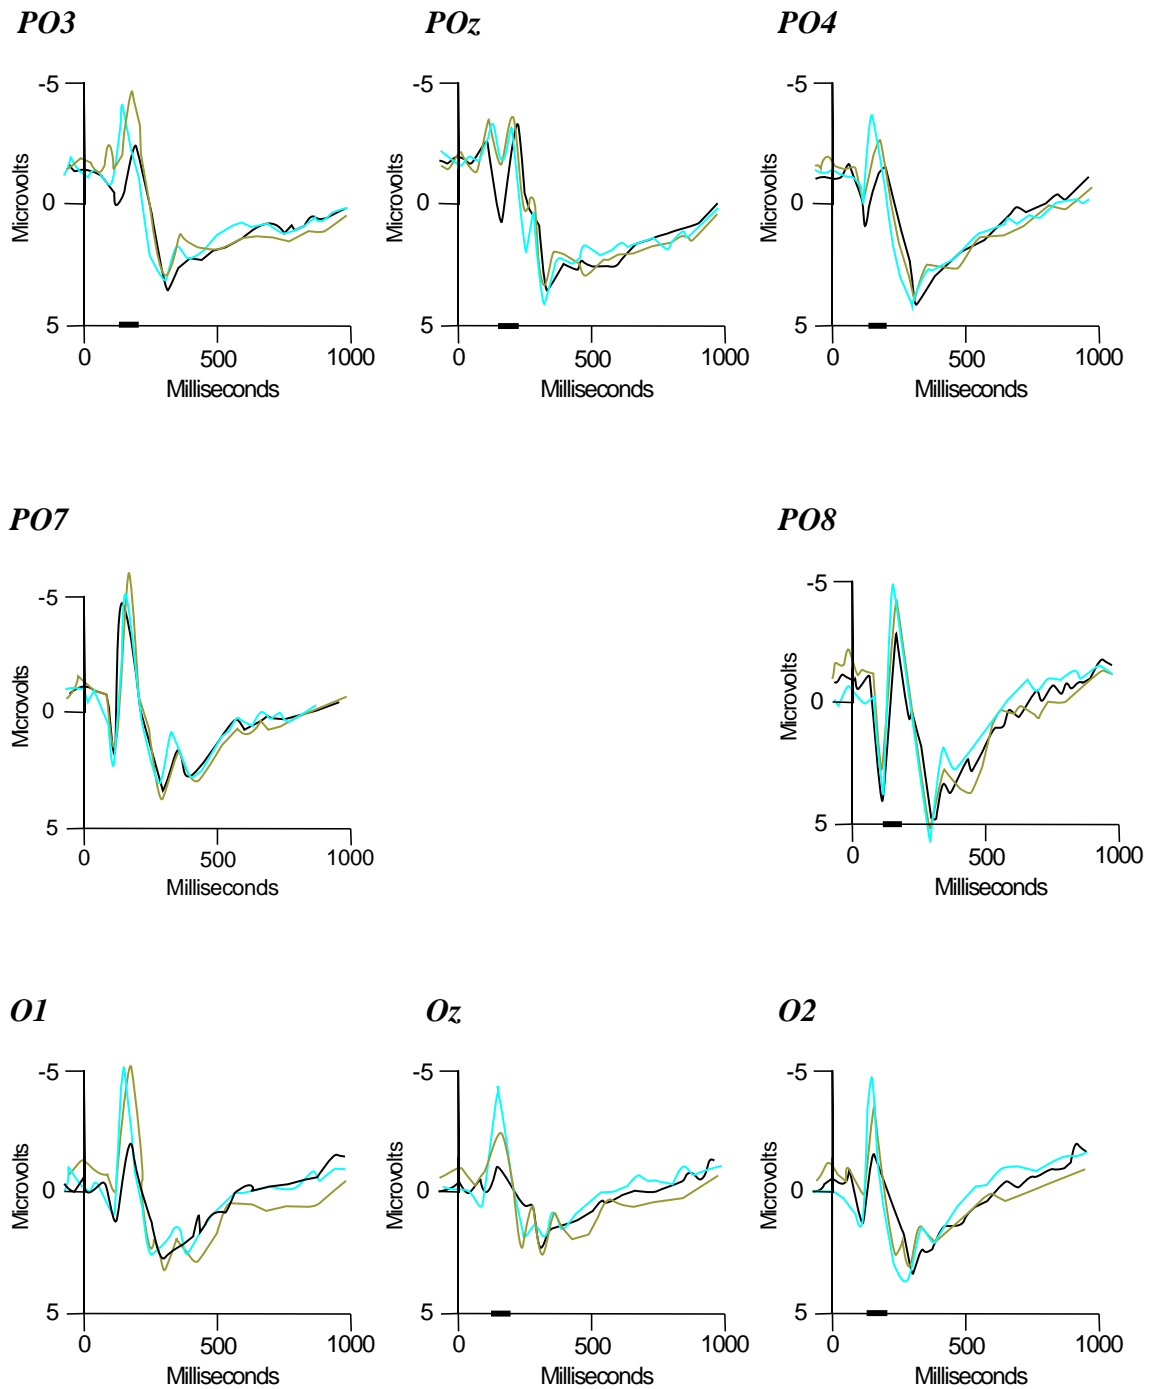 PO3 POz PO4
-5 -5 -5
Microvolts Microvolts Microvolts
0 0 0
5 5 5
0 500 1000 0 500 1000 0 500 1000
Milliseconds Milliseconds Milliseconds
PO7 PO8
-5 -5
Microvolts Microvolts
0 0
5 5
0 500 1000 0 500 1000
Milliseconds Milliseconds
O1 Oz O2
-5 -5 -5
Microvolts Microvolts Microvolts
0 0 0
5 5 5
0 500 1000 0 500 1000 0 500 1000
Milliseconds Milliseconds Milliseconds